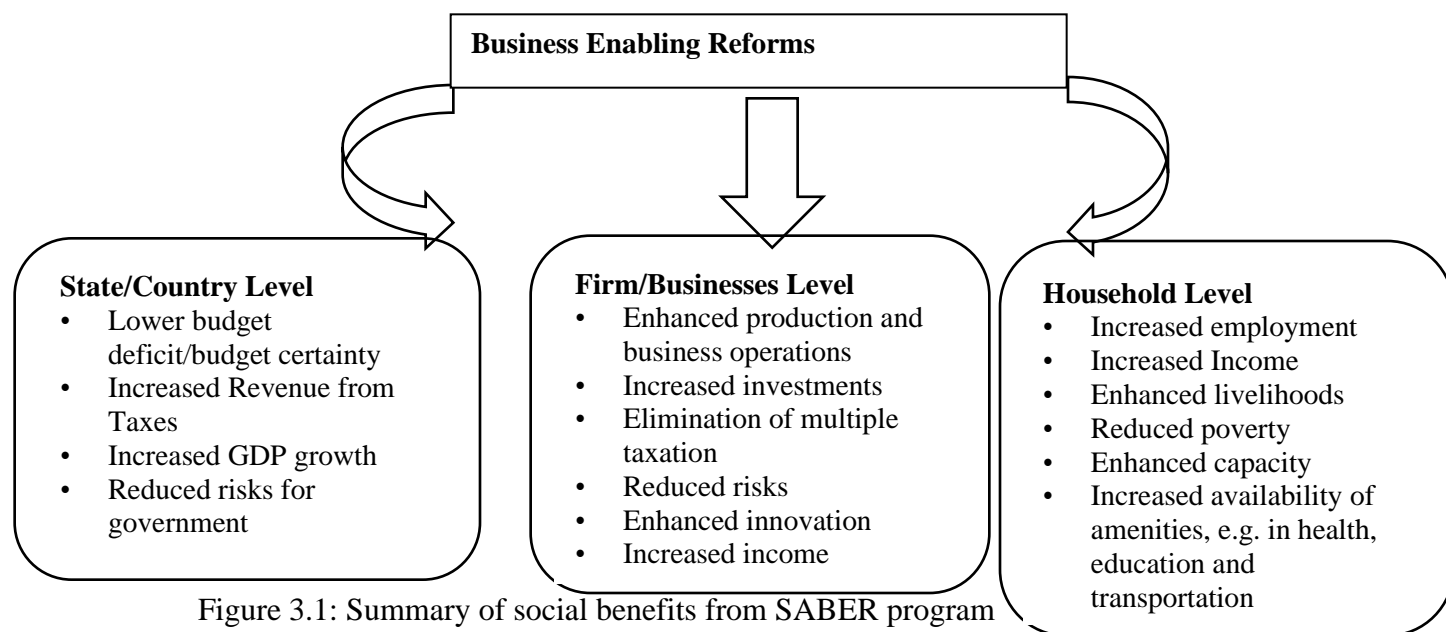 Business Enabling Reforms
State/Country Level
• Lower budget
deficit/budget certainty
• Increased Revenue from
Taxes
• Increased GDP growth
• Reduced risks for
government
Firm/Businesses Level
• Enhanced production and
business operations
• Increased investments
• Elimination of multiple
taxation
• Reduced risks
• Enhanced innovation
• Increased income
Household Level
• Increased employment
• Increased Income
• Enhanced livelihoods
• Reduced poverty
• Enhanced capacity
• Increased availability of
amenities, e.g. in health,
education and
transportation
Figure 3.1: Summary of social benefits from SABER program